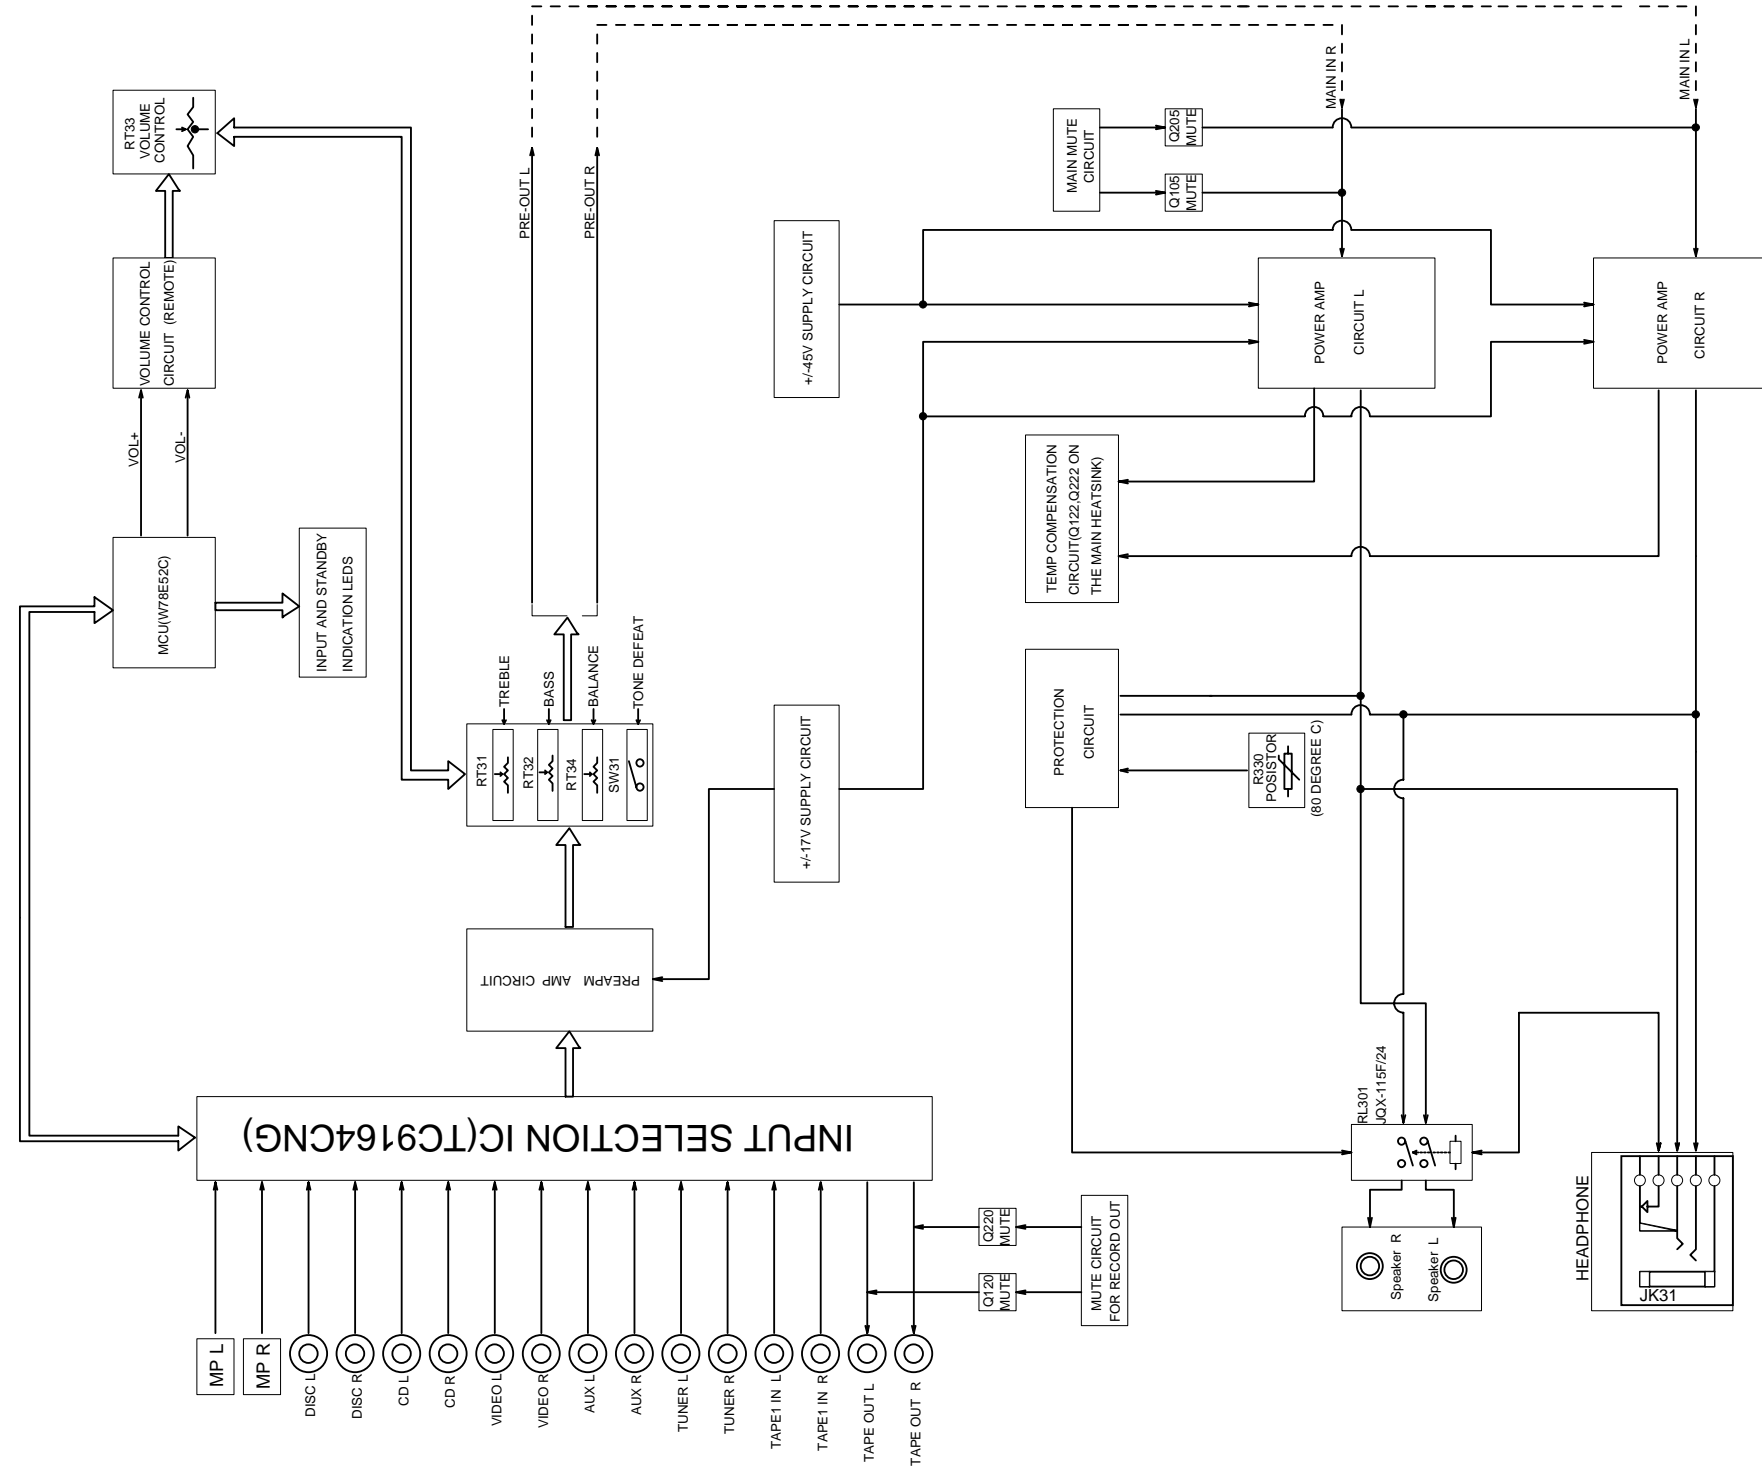 RT33
VOLUME
CONTROL
VOLUME CONTROL
CIRCUIT (REMOTE)
VOL+
VOL-
MCU(W78E52C)
INPUT AND STANDBY
INDICATION LEDS
PRE-OUT L
PRE-OUT R
TREBLE
BASS
BALANCE
TONE DEFEAT
RT31
RT32
RT34
SW31
PREAPM AMP CIRCUIT
INPUT SELECTION IC(TC9164CNG)
MP L
MP R
DISC L
DISC R
CD L
CD R
VIDEO L
VIDEO R
AUX L
AUX R
TUNER L
TUNER R
TAPE1 IN L
TAPE1 IN R
TAPE OUT L
TAPE OUT R
Q220
MUTE
Q120
MUTE
MUTE CIRCUIT
FOR RECORD OUT
+/-45V SUPPLY CIRCUIT
+/-17V SUPPLY CIRCUIT
MAIN MUTE
CIRCUIT
Q205
MUTE
Q105
MUTE
MAIN IN R
MAIN IN L
POWER AMP
CIRCUIT L
POWER AMP
CIRCUIT R
TEMP COMPENSATION
CIRCUIT(Q122,Q222 ON
THE MAIN HEATSINK)
PROTECTION
CIRCUIT
R330
POSISTOR
(80 DEGREE C)
RL301
JQX-115F/24
Speaker R
Speaker L
HEADPHONE
JK31